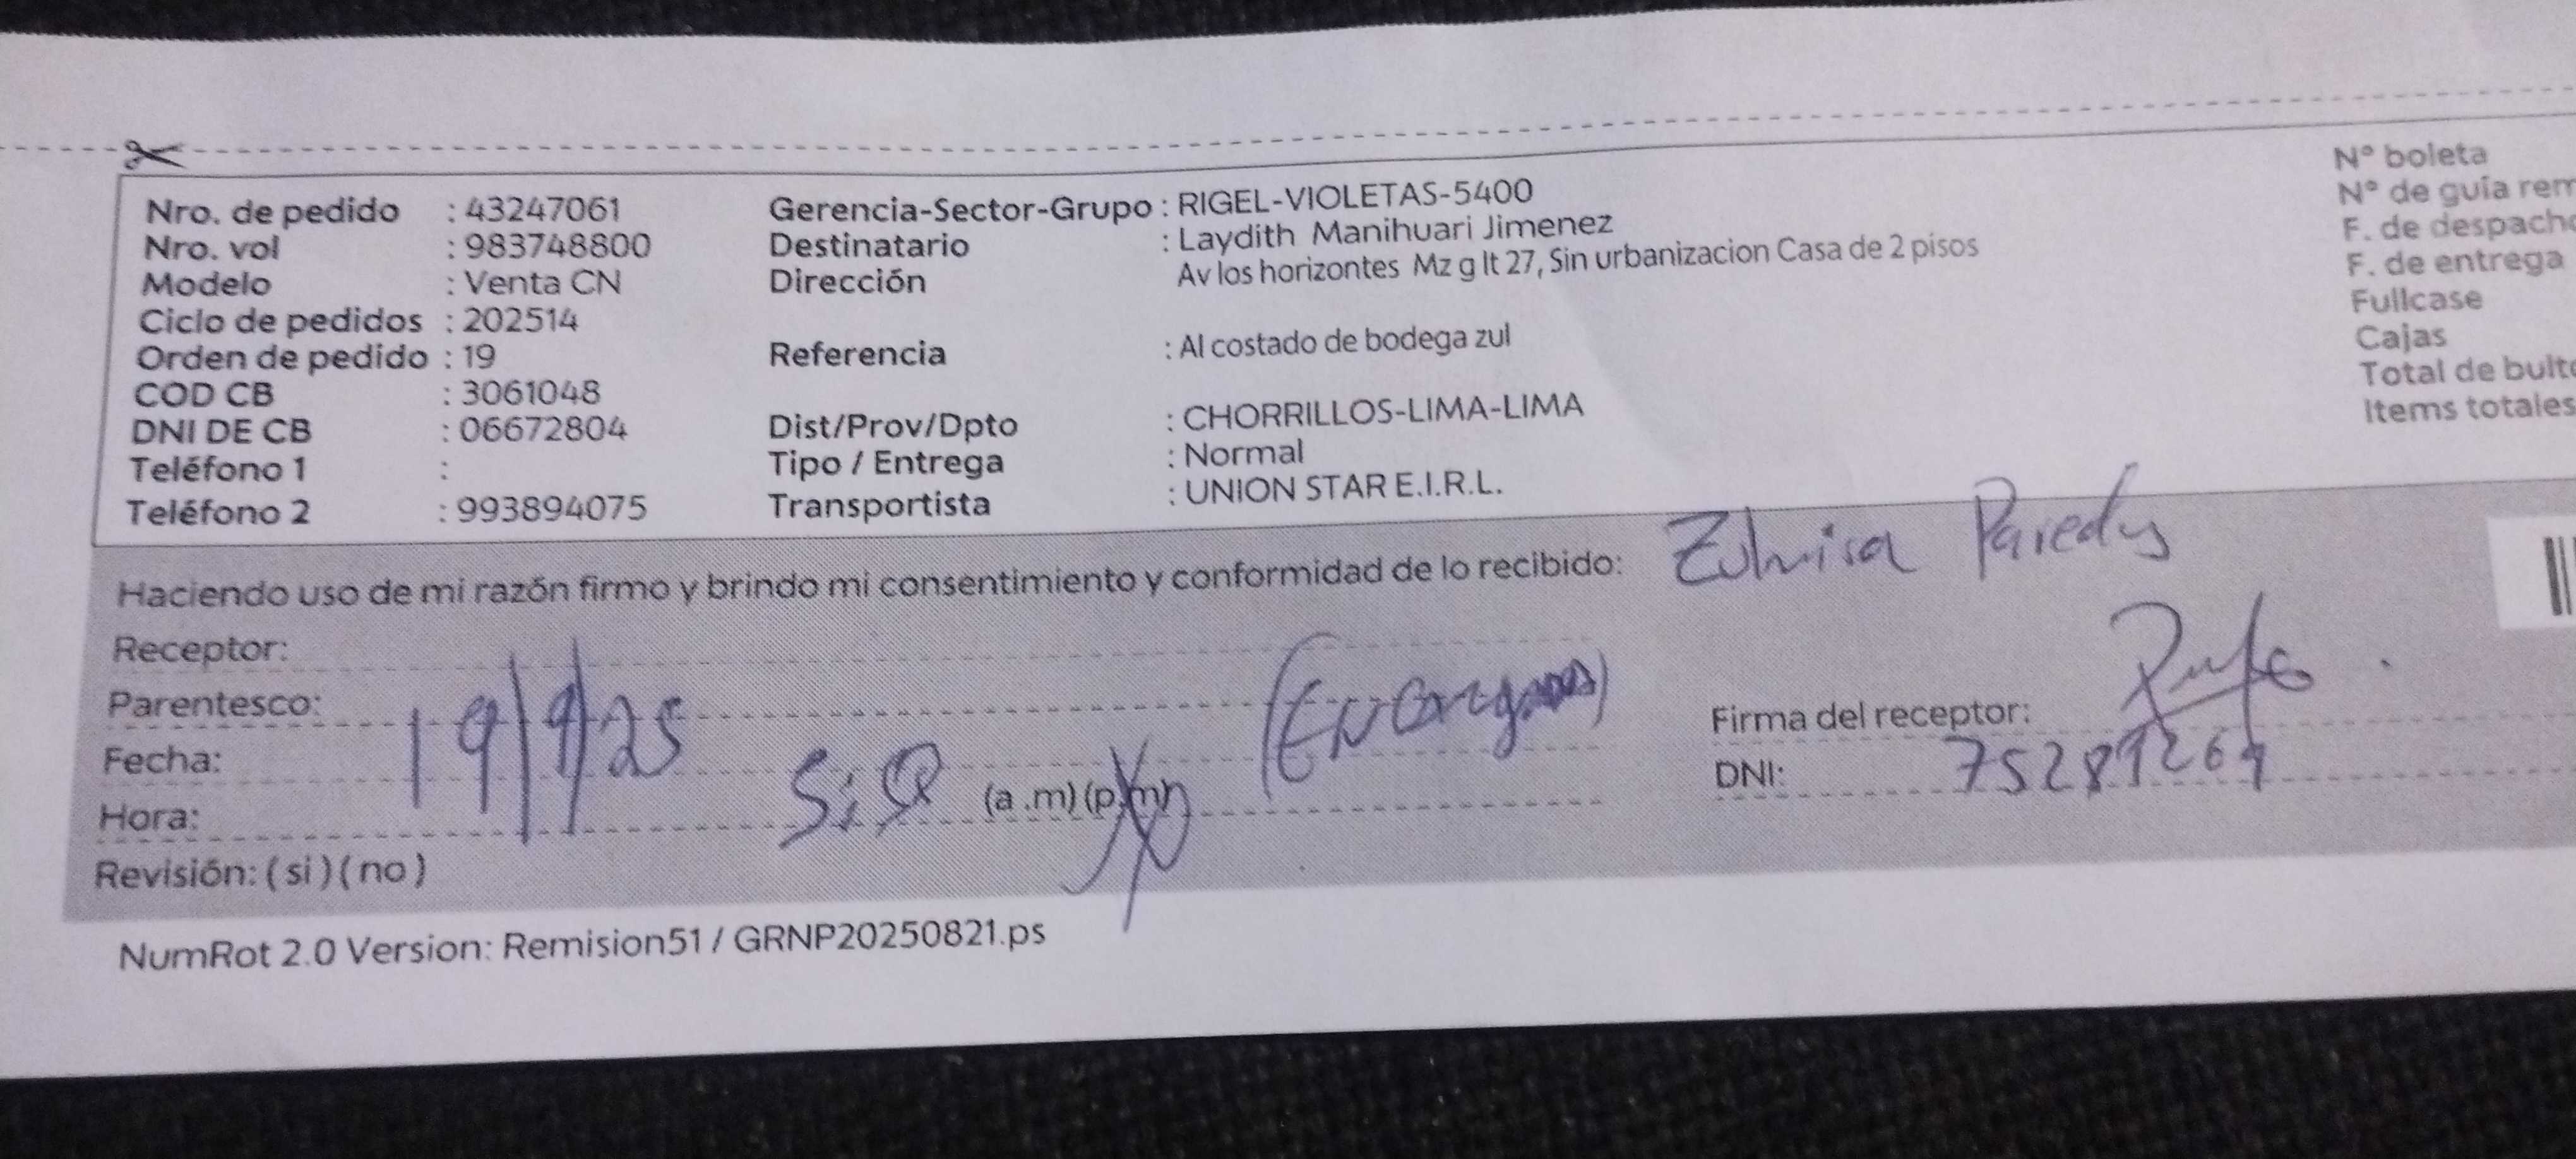 Nro. de pedido : 43247061 Gerencia-Sector-Grupo : RIGEL-VIOLETAS-5400 N° boleta
Nro. vol : 983748800 Destinatario : Laydith Manihuari Jimenez N° de guía rem
Modelo : Venta CN Dirección Av los horizontes Mz g lt 27, Sin urbanizacion Casa de 2 pisos F. de despacho
Ciclo de pedidos : 202514 F. de entrega
Orden de pedido : 19 Referencia : Al costado de bodega zul Fullcase
COD CB : 3061048 Cajas
DNI DE CB : 06672804 Dist/Prov/Dpto : CHORRILLOS-LIMA-LIMA Total de bulto
Teléfono 1 : Tipo / Entrega : Normal Items totales
Teléfono 2 : 993894075 Transportista : UNION STAR E.I.R.L.
Haciendo uso de mi razón firmo y brindo mi consentimiento y conformidad de lo recibido: Paredes
Receptor:
Parentesco:
Fecha: 19/9/25
Firma del receptor:
Hora: (a .m) (p.m)
DNI:
Revisión: ( si ) ( no )
NumRot 2.0 Version: Remision51 / GRNP20250821.ps